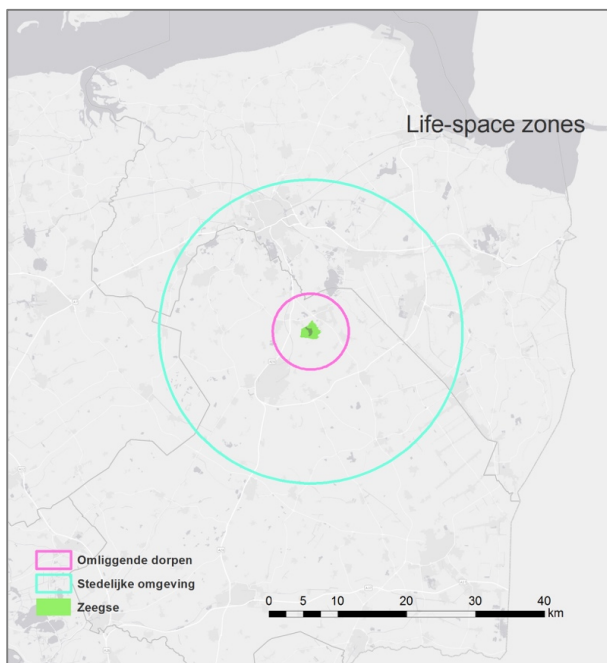 Life-space zones
Omliggende dorpen
Stedelijke omgeving
Zeegse
0 5 10 20 30 40
km